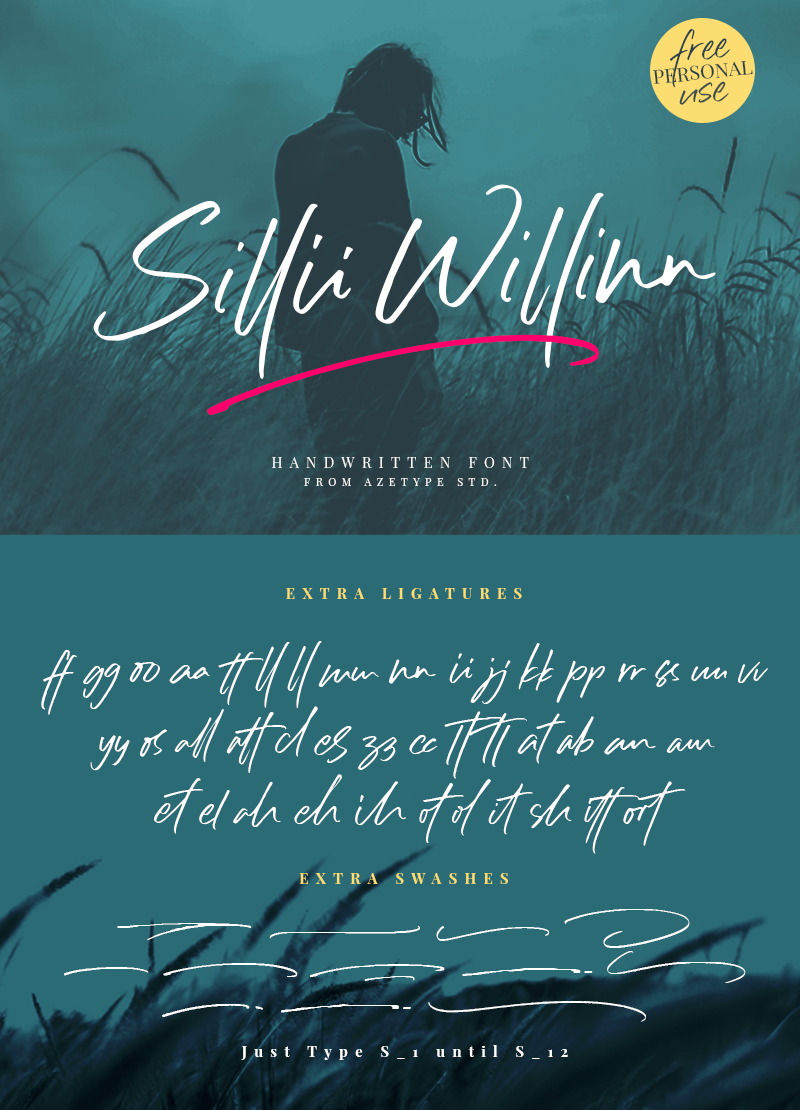 free
PERSONAL
use
Sillii Willinn
HANDWRITTEN FONT
FROM AZETYPE STD.
EXTRA LIGATURES
ff gg oo aa tt ll ll mm nn ii jj kk pp rr ss uu vv
yy os all att cl es zz cc Tt TT at ab an am
et el ah eh ih ot ol it sh itt ort
EXTRA SWASHES
Just Type S_1 until S_12